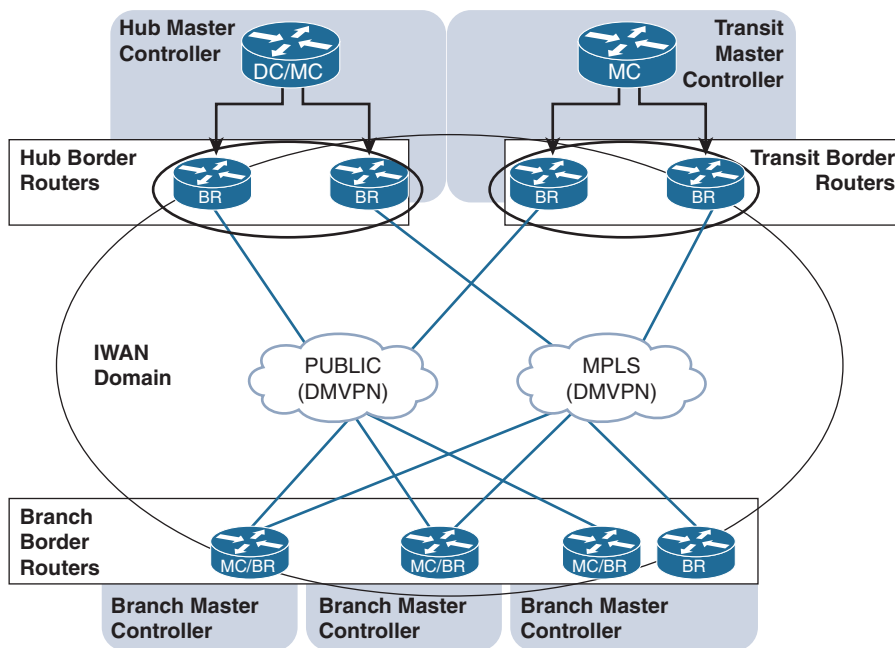 Hub Master
Controller
DC/MC
MC
Transit
Master
Controller
Hub Border
Routers
BR
BR
BR
BR
Transit Border
Routers
IWAN
Domain
PUBLIC
(DMVPN)
MPLS
(DMVPN)
Branch
Border
Routers
MC/BR
MC/BR
MC/BR
BR
Branch Master
Controller
Branch Master
Controller
Branch Master
Controller